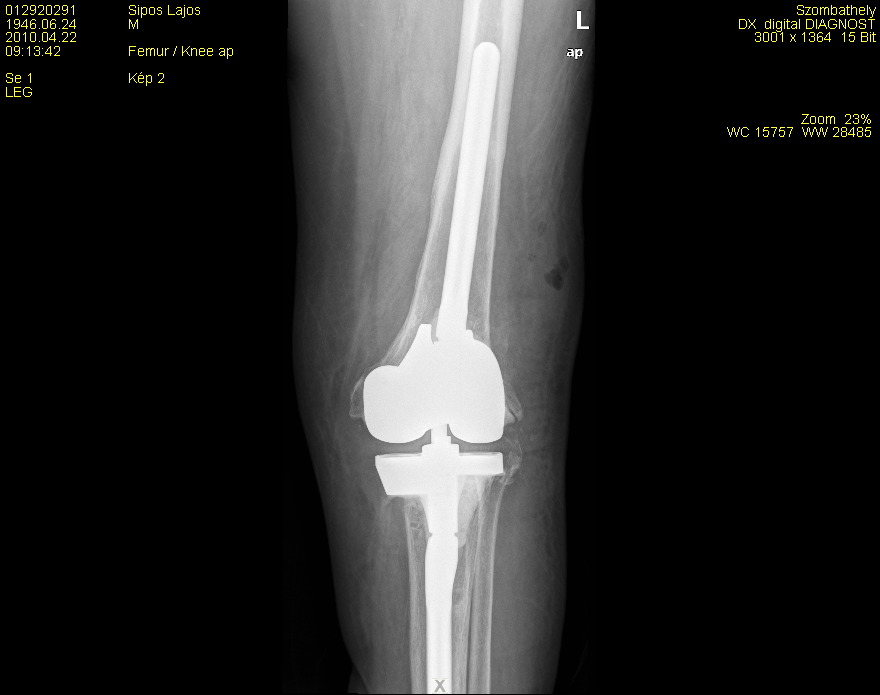 012920291
1946.06.24
2010.04.22
09:13:42
Se 1
LEG
Sipos Lajos
M
Femur / Knee ap
Kép 2
L
ap
Szombathely
DX digital DIAGNOST
3001 x 1364 15 Bit
Zoom 23%
WC 15757 WW 28485
X